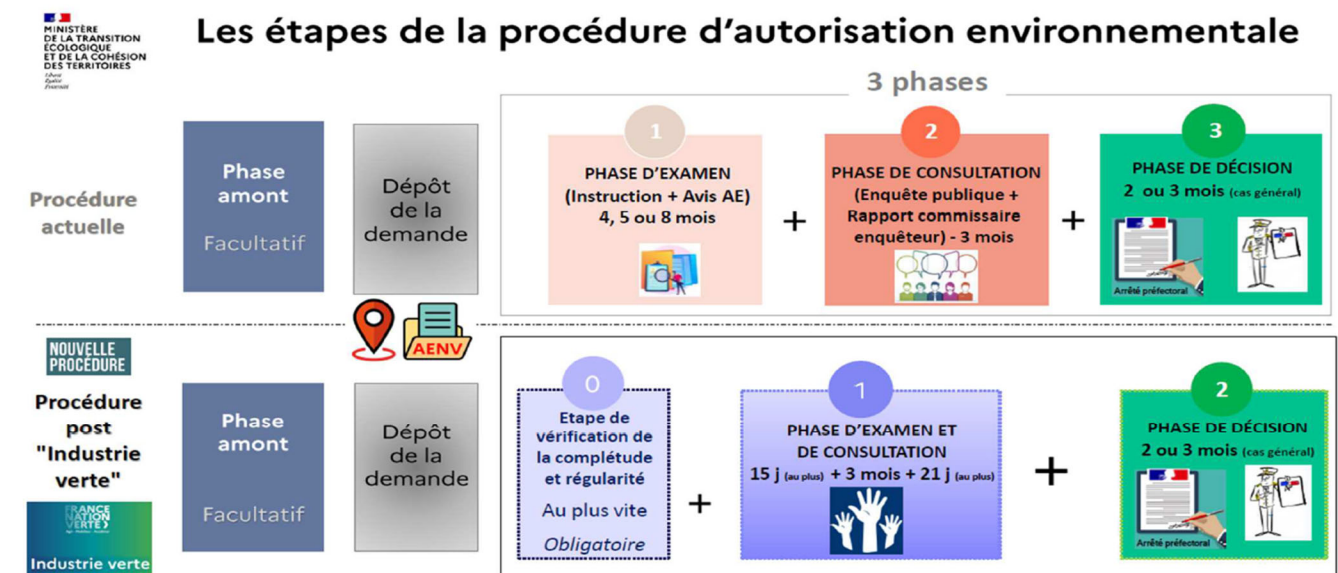 MINISTÈRE
DE LA TRANSITION
ÉCOLOGIQUE
ET DE LA COHÉSION
DES TERRITOIRES
Liberté
Égalité
Fraternité
Les étapes de la procédure d’autorisation environnementale
3 phases
Procédure
actuelle
Phase
amont
Facultatif
Dépôt
de la
demande
1
PHASE D’EXAMEN
(Instruction + Avis AE)
4, 5 ou 8 mois
+
2
PHASE DE CONSULTATION
(Enquête publique +
Rapport commissaire
enquêteur) - 3 mois
+
3
PHASE DE DÉCISION
2 ou 3 mois (cas général)
Arrêté préfectoral
AENV
NOUVELLE
PROCÉDURE
Procédure
post
"Industrie
verte"
FRANCE
NATION
VERTE >
Industrie verte
Phase
amont
Facultatif
Dépôt
de la
demande
0
Etape de
vérification de
la complétude
et régularité
Au plus vite
Obligatoire
+
1
PHASE D’EXAMEN ET
DE CONSULTATION
15 j (au plus) + 3 mois + 21 j (au plus)
+
2
PHASE DE DÉCISION
2 ou 3 mois (cas général)
Arrêté préfectoral